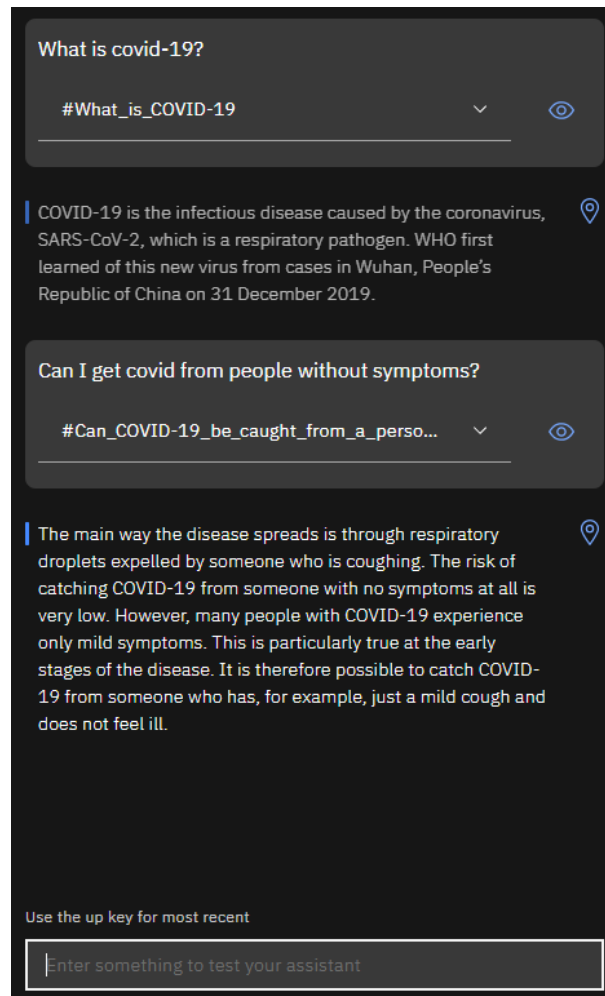 What is covid-19?
#What_is_COVID-19
COVID-19 is the infectious disease caused by the coronavirus,
SARS-CoV-2, which is a respiratory pathogen. WHO first
learned of this new virus from cases in Wuhan, People’s
Republic of China on 31 December 2019.
Can I get covid from people without symptoms?
#Can_COVID-19_be_caught_from_a_perso...
The main way the disease spreads is through respiratory
droplets expelled by someone who is coughing. The risk of
catching COVID-19 from someone with no symptoms at all is
very low. However, many people with COVID-19 experience
only mild symptoms. This is particularly true at the early
stages of the disease. It is therefore possible to catch COVID-
19 from someone who has, for example, just a mild cough and
does not feel ill.
Use the up key for most recent
Enter something to test your assistant